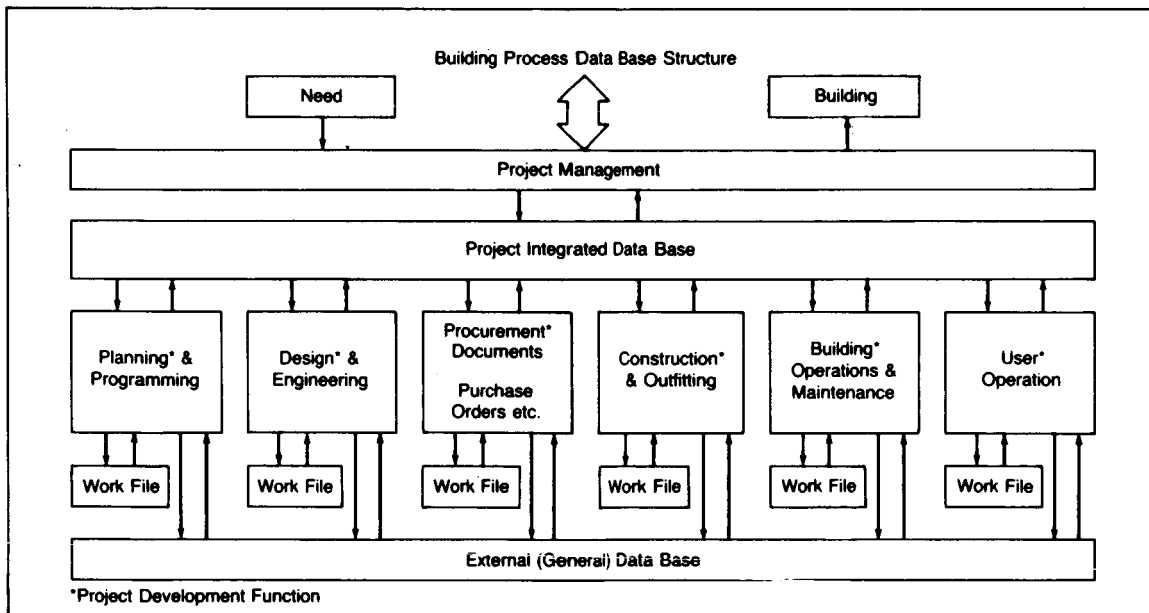 Building Process Data Base Structure
Need
Building
Project Management
Project Integrated Data Base
Planning* &
Programming
Design* &
Engineering
Procurement*
Documents
Purchase
Orders etc.
Construction*
& Outfitting
Building*
Operations &
Maintenance
User*
Operation
Work File
Work File
Work File
Work File
Work File
Work File
External (General) Data Base
*Project Development Function